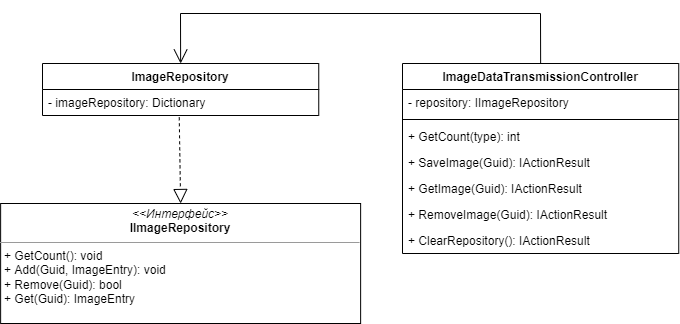 ImageRepository
- imageRepository: Dictionary
<<Интерфейс>>
IImageRepository
+ GetCount(): void
+ Add(Guid, ImageEntry): void
+ Remove(Guid): bool
+ Get(Guid): ImageEntry
ImageDataTransmissionController
- repository: IImageRepository
+ GetCount(type): int
+ SaveImage(Guid): IActionResult
+ GetImage(Guid): IActionResult
+ RemoveImage(Guid): IActionResult
+ ClearRepository(): IActionResult